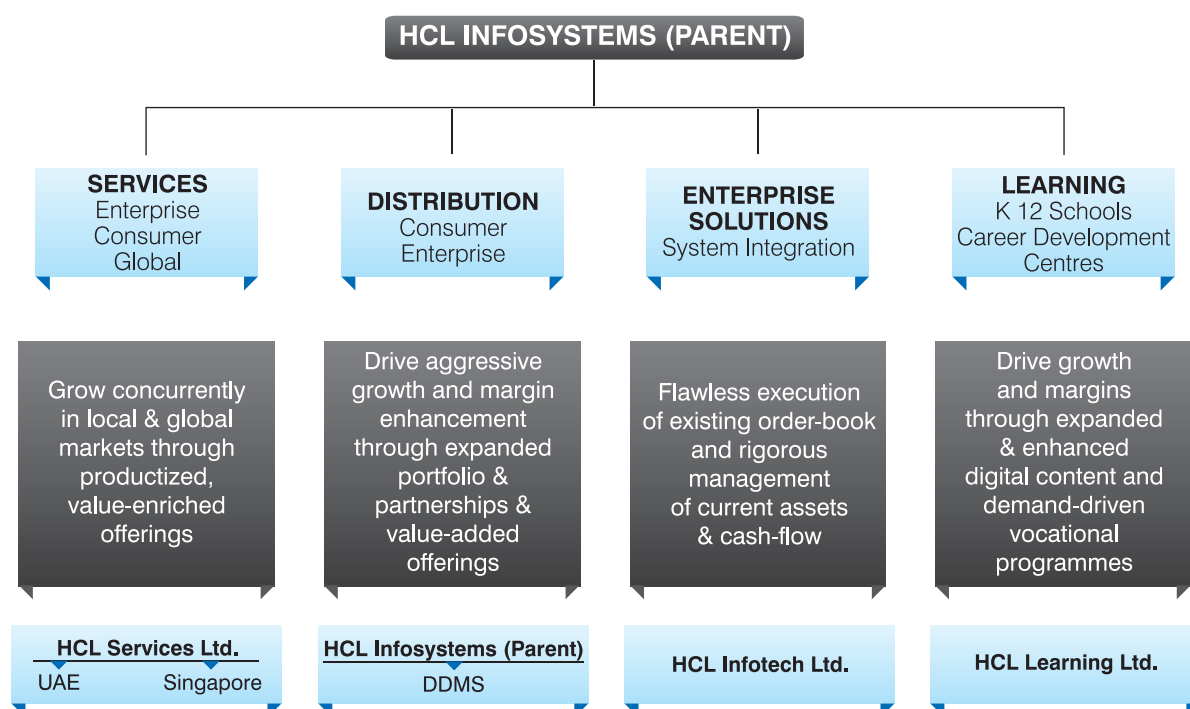 HCL INFOSYSTEMS (PARENT)
SERVICES
Enterprise
Consumer
Global
DISTRIBUTION
Consumer
Enterprise
ENTERPRISE
SOLUTIONS
System Integration
LEARNING
K 12 Schools
Career Development
Centres
Grow concurrently
in local & global
markets through
productized,
value-enriched
offerings
Drive aggressive
growth and margin
enhancement
through expanded
portfolio &
partnerships &
value-added
offerings
Flawless execution
of existing order-book
and rigorous
management
of current assets
& cash-flow
Drive growth
and margins
through expanded
& enhanced
digital content and
demand-driven
vocational
programmes
HCL Services Ltd.
UAE
Singapore
HCL Infosystems (Parent)
DDMS
HCL Infotech Ltd.
HCL Learning Ltd.